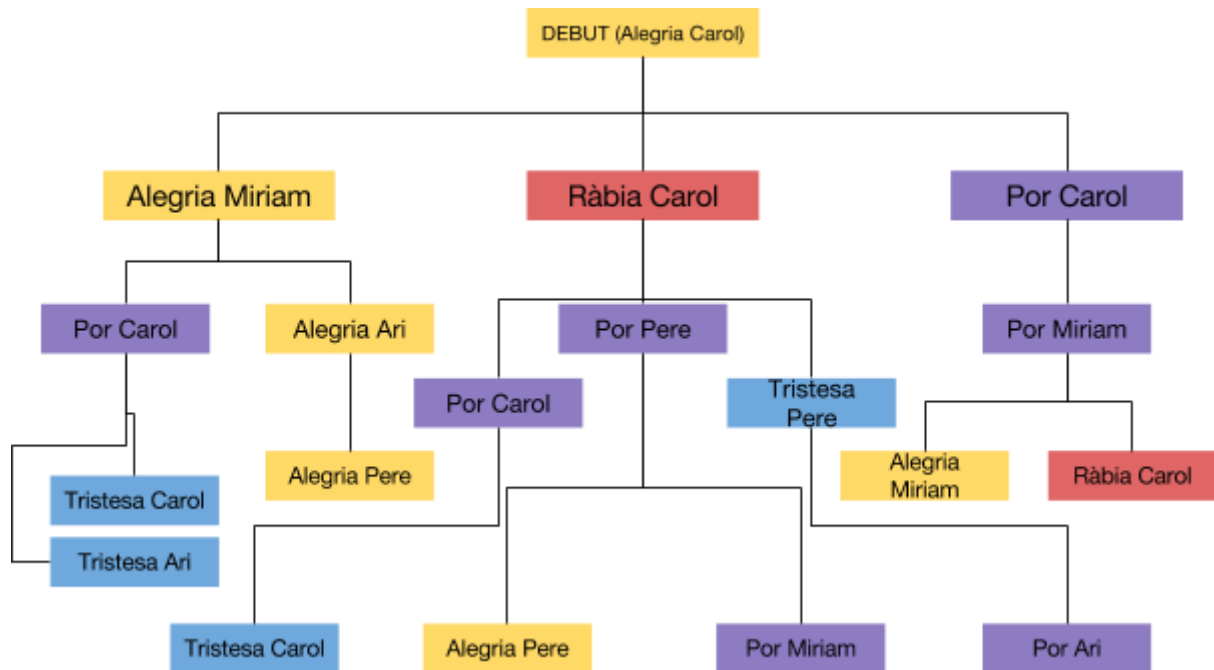 DEBUT (Alegria Carol)
Alegria Miriam
Ràbia Carol
Por Carol
Por Carol
Alegria Ari
Por Pere
Por Miriam
Por Carol
Tristesa
Pere
Alegria Pere
Alegria
Miriam
Ràbia Carol
Tristesa Carol
Tristesa Ari
Tristesa Carol
Alegria Pere
Por Miriam
Por Ari